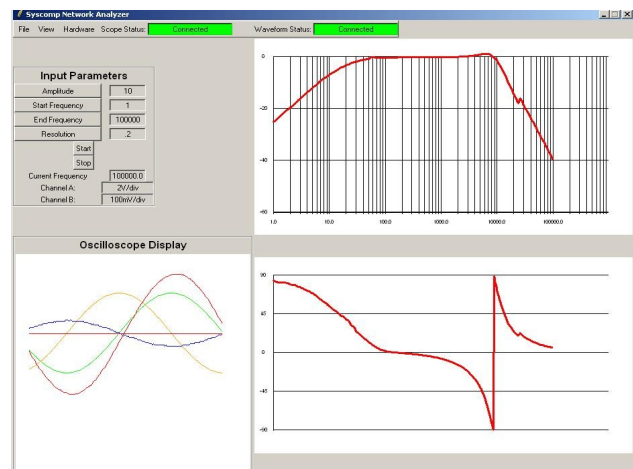 Syscomp Network Analyzer
File View Hardware Scope Status: Connected Waveform Status: Connected
Input Parameters
Amplitude 10
Start Frequency 1
End Frequency 100000
Resolution .2
Start
Stop
Current Frequency 100000.0
Channel A: 2V/div
Channel B: 100mV/div
0
-20
-40
-60
1.0 10.0 100.0 1000.0 10000.0 100000.0
Oscilloscope Display
90
45
0
-45
-90